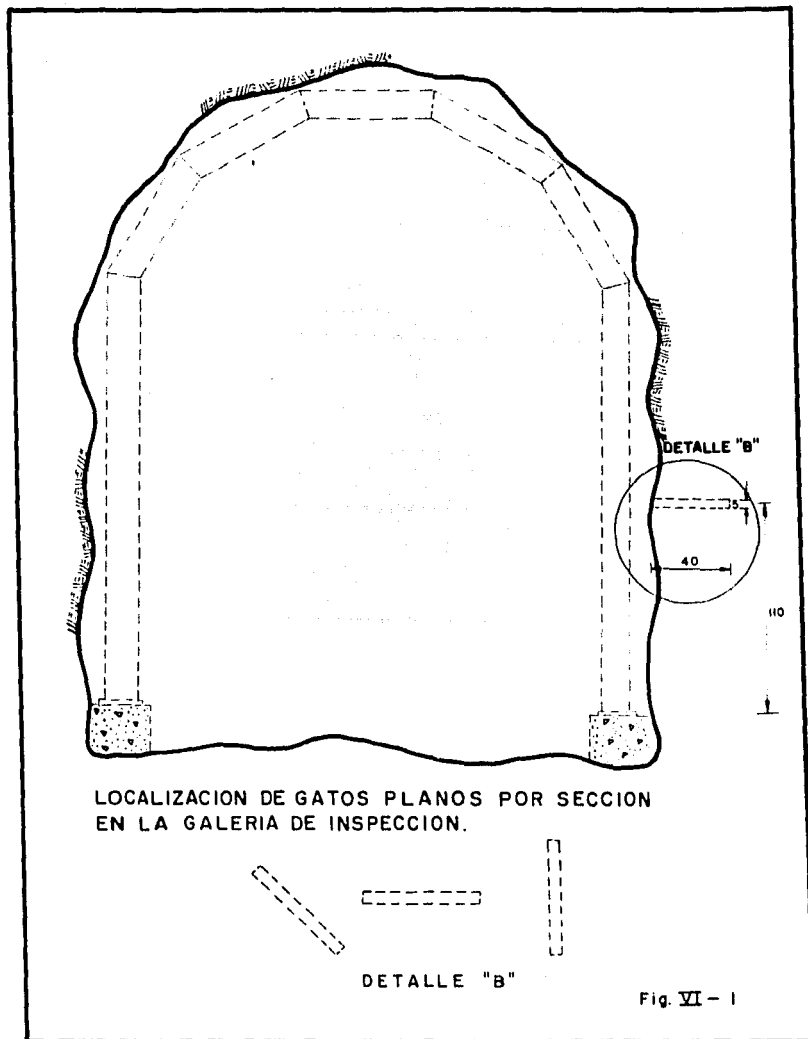 DETALLE "B"
5
40
110
LOCALIZACION DE GATOS PLANOS POR SECCION
EN LA GALERIA DE INSPECCION.
DETALLE "B"
Fig. VI - 1